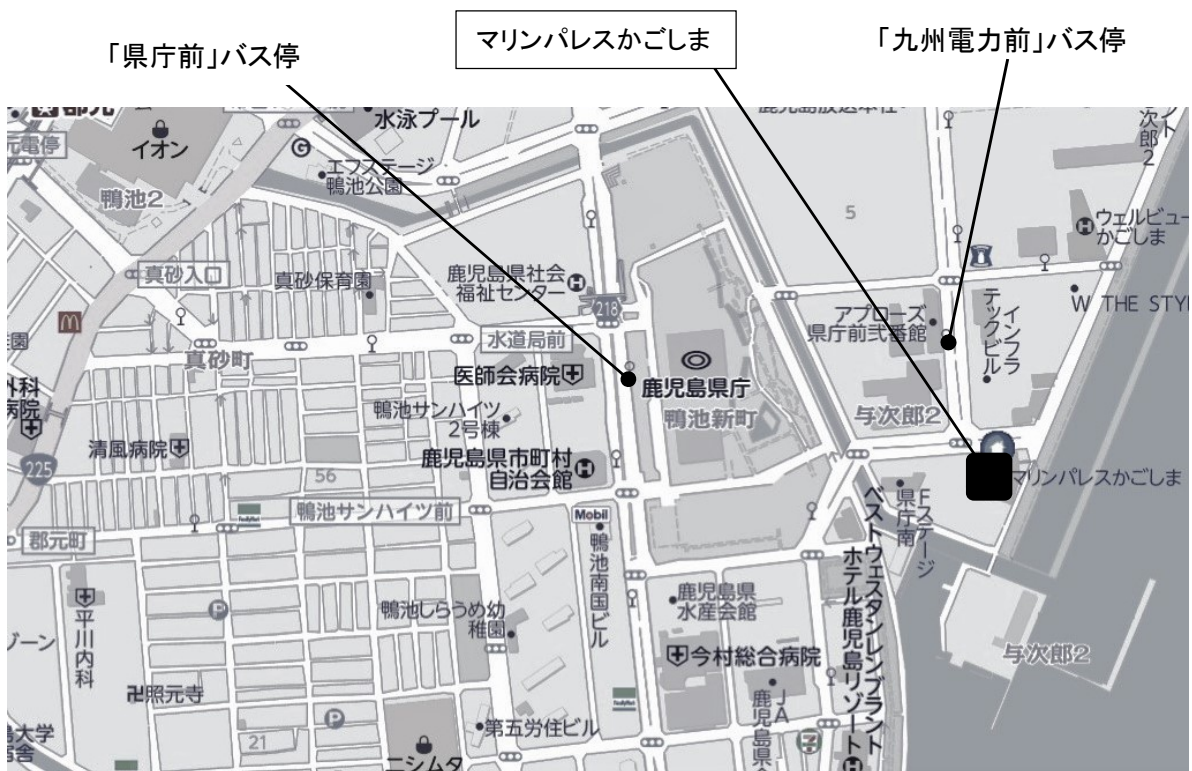 「県庁前」バス停
マリンパレスかごしま
「九州電力前」バス停
水泳プール
イオン
エフステージ
鴨池公園
鴨池2
5
ウェルビュー
かごしま
真砂入口
真砂保育園
鹿児島県社会
福祉センター
218
水道局前
アプローズ
県庁前弐番館
インフラ
テックビル
W THE STY
真砂町
医師会病院
鹿児島県庁
鴨池新町
与次郎2
鴨池サンハイツ
2号棟
清風病院
225
56
鹿児島県市町村
自治会館
マリンパレスかごしま
鴨池サンハイツ前
Mobil
Fステージ
県庁南
郡元町
鴨池南国ビル
ベストウェスタンレンブラント
ホテル鹿児島リゾート
平川内科
鹿児島県
水産会館
鴨池しらうめ幼
稚園
今村総合病院
与次郎2
照元寺
第五労住ビル
JA
鹿児島県
21
ニシムタ